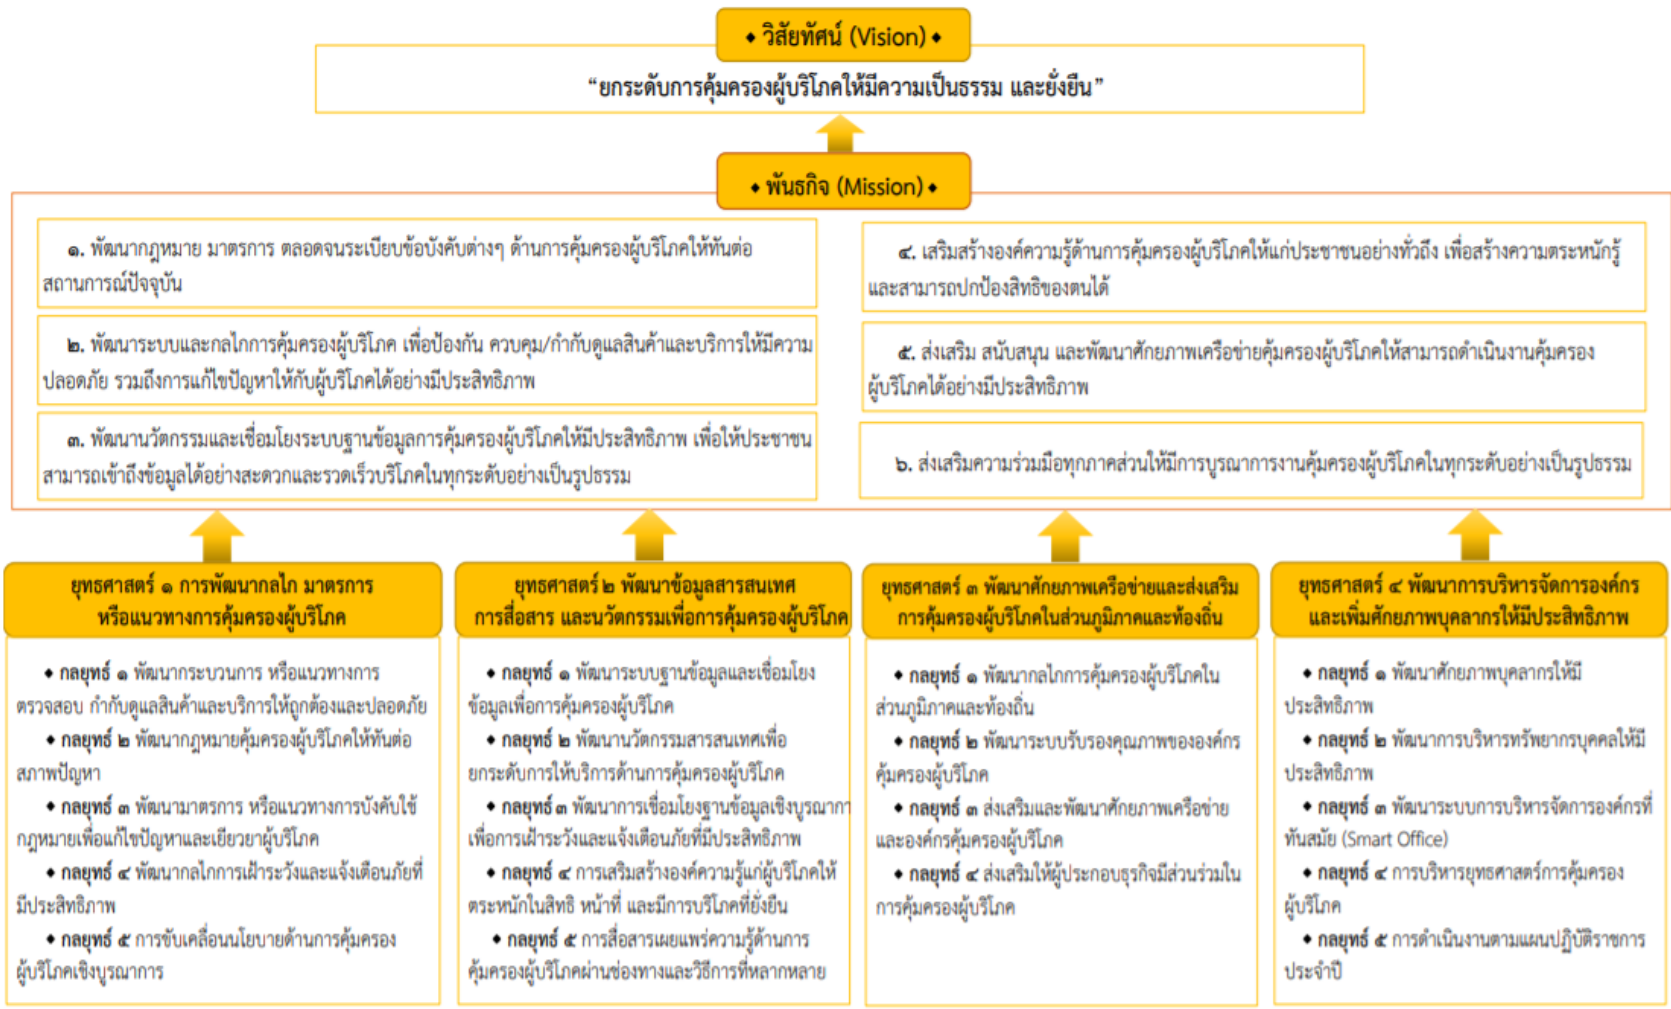 ◆ วิสัยทัศน์ (Vision) ◆
“ยกระดับการคุ้มครองผู้บริโภคให้มีความเป็นธรรม และยั่งยืน”
◆ พันธกิจ (Mission) ◆
๑. พัฒนากฎหมาย มาตรการ ตลอดจนระเบียบข้อบังคับต่างๆ ด้านการคุ้มครองผู้บริโภคให้ทันต่อ
สถานการณ์ปัจจุบัน
๒. พัฒนาระบบและกลไกการคุ้มครองผู้บริโภค เพื่อป้องกัน ควบคุม/กำกับดูแลสินค้าและบริการให้มีความ
ปลอดภัย รวมถึงการแก้ไขปัญหาให้กับผู้บริโภคได้อย่างมีประสิทธิภาพ
๓. พัฒนานวัตกรรมและเชื่อมโยงระบบฐานข้อมูลการคุ้มครองผู้บริโภคให้มีประสิทธิภาพ เพื่อให้ประชาชน
สามารถเข้าถึงข้อมูลได้อย่างสะดวกและรวดเร็วบริโภคในทุกระดับอย่างเป็นรูปธรรม
๔. เสริมสร้างองค์ความรู้ด้านการคุ้มครองผู้บริโภคให้แก่ประชาชนอย่างทั่วถึง เพื่อสร้างความตระหนักรู้
และสามารถปกป้องสิทธิของตนได้
๕. ส่งเสริม สนับสนุน และพัฒนาศักยภาพเครือข่ายคุ้มครองผู้บริโภคให้สามารถดำเนินงานคุ้มครอง
ผู้บริโภคได้อย่างมีประสิทธิภาพ
๖. ส่งเสริมความร่วมมือทุกภาคส่วนให้มีการบูรณาการงานคุ้มครองผู้บริโภคในทุกระดับอย่างเป็นรูปธรรม
ยุทธศาสตร์ ๑ การพัฒนากลไก มาตรการ
หรือแนวทางการคุ้มครองผู้บริโภค
◆ กลยุทธ์ ๑ พัฒนากระบวนการ หรือแนวทางการ
ตรวจสอบ กำกับดูแลสินค้าและบริการให้ถูกต้องและปลอดภัย
◆ กลยุทธ์ ๒ พัฒนากฎหมายคุ้มครองผู้บริโภคให้ทันต่อ
สภาพปัญหา
◆ กลยุทธ์ ๓ พัฒนามาตรการ หรือแนวทางการบังคับใช้
กฎหมายเพื่อแก้ไขปัญหาและเยียวยาผู้บริโภค
◆ กลยุทธ์ ๔ พัฒนากลไกการเฝ้าระวังและแจ้งเตือนภัยที่
มีประสิทธิภาพ
◆ กลยุทธ์ ๕ การขับเคลื่อนนโยบายด้านการคุ้มครอง
ผู้บริโภคเชิงบูรณาการ
ยุทธศาสตร์ ๒ พัฒนาข้อมูลสารสนเทศ
การสื่อสาร และนวัตกรรมเพื่อการคุ้มครองผู้บริโภค
◆ กลยุทธ์ ๑ พัฒนาระบบฐานข้อมูลและเชื่อมโยง
ข้อมูลเพื่อการคุ้มครองผู้บริโภค
◆ กลยุทธ์ ๒ พัฒนานวัตกรรมสารสนเทศเพื่อ
ยกระดับการให้บริการด้านการคุ้มครองผู้บริโภค
◆ กลยุทธ์ ๓ พัฒนาการเชื่อมโยงฐานข้อมูลเชิงบูรณากา
เพื่อการเฝ้าระวังและแจ้งเตือนภัยที่มีประสิทธิภาพ
◆ กลยุทธ์ ๔ การเสริมสร้างองค์ความรู้แก่ผู้บริโภคให้
ตระหนักในสิทธิ หน้าที่ และมีการบริโภคที่ยั่งยืน
◆ กลยุทธ์ ๕ การสื่อสารเผยแพร่ความรู้ด้านการ
คุ้มครองผู้บริโภคผ่านช่องทางและวิธีการที่หลากหลาย
ยุทธศาสตร์ ๓ พัฒนาศักยภาพเครือข่ายและส่งเสริม
การคุ้มครองผู้บริโภคในส่วนภูมิภาคและท้องถิ่น
◆ กลยุทธ์ ๑ พัฒนากลไกการคุ้มครองผู้บริโภคใน
ส่วนภูมิภาคและท้องถิ่น
◆ กลยุทธ์ ๒ พัฒนาระบบรับรองคุณภาพขององค์กร
คุ้มครองผู้บริโภค
◆ กลยุทธ์ ๓ ส่งเสริมและพัฒนาศักยภาพเครือข่าย
และองค์กรคุ้มครองผู้บริโภค
◆ กลยุทธ์ ๔ ส่งเสริมให้ผู้ประกอบธุรกิจมีส่วนร่วมใน
การคุ้มครองผู้บริโภค
ยุทธศาสตร์ ๔ พัฒนาการบริหารจัดการองค์กร
และเพิ่มศักยภาพบุคลากรให้มีประสิทธิภาพ
◆ กลยุทธ์ ๑ พัฒนาศักยภาพบุคลากรให้มี
ประสิทธิภาพ
◆ กลยุทธ์ ๒ พัฒนาการบริหารทรัพยากรบุคคลให้มี
ประสิทธิภาพ
◆ กลยุทธ์ ๓ พัฒนาระบบการบริหารจัดการองค์กรที่
ทันสมัย (Smart Office)
◆ กลยุทธ์ ๔ การบริหารยุทธศาสตร์การคุ้มครอง
ผู้บริโภค
◆ กลยุทธ์ ๕ การดำเนินงานตามแผนปฏิบัติราชการ
ประจำปี